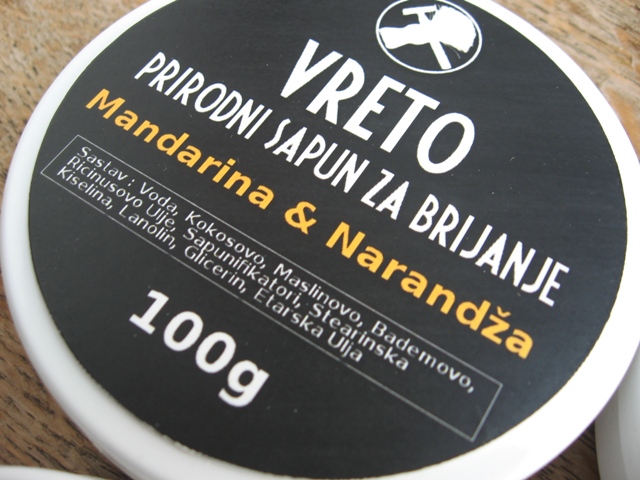 VRETO
PRIRODNI SAPUN ZA BRIJANJE
Mandarina & Narandža
Sastav: Voda, Kokosovo, Maslinovo, Bademovo,
Ricinusovo Ulje, Sapunifikatori, Stearinska
Kiselina, Lanolin, Glicerin, Etarska Ulja
100g